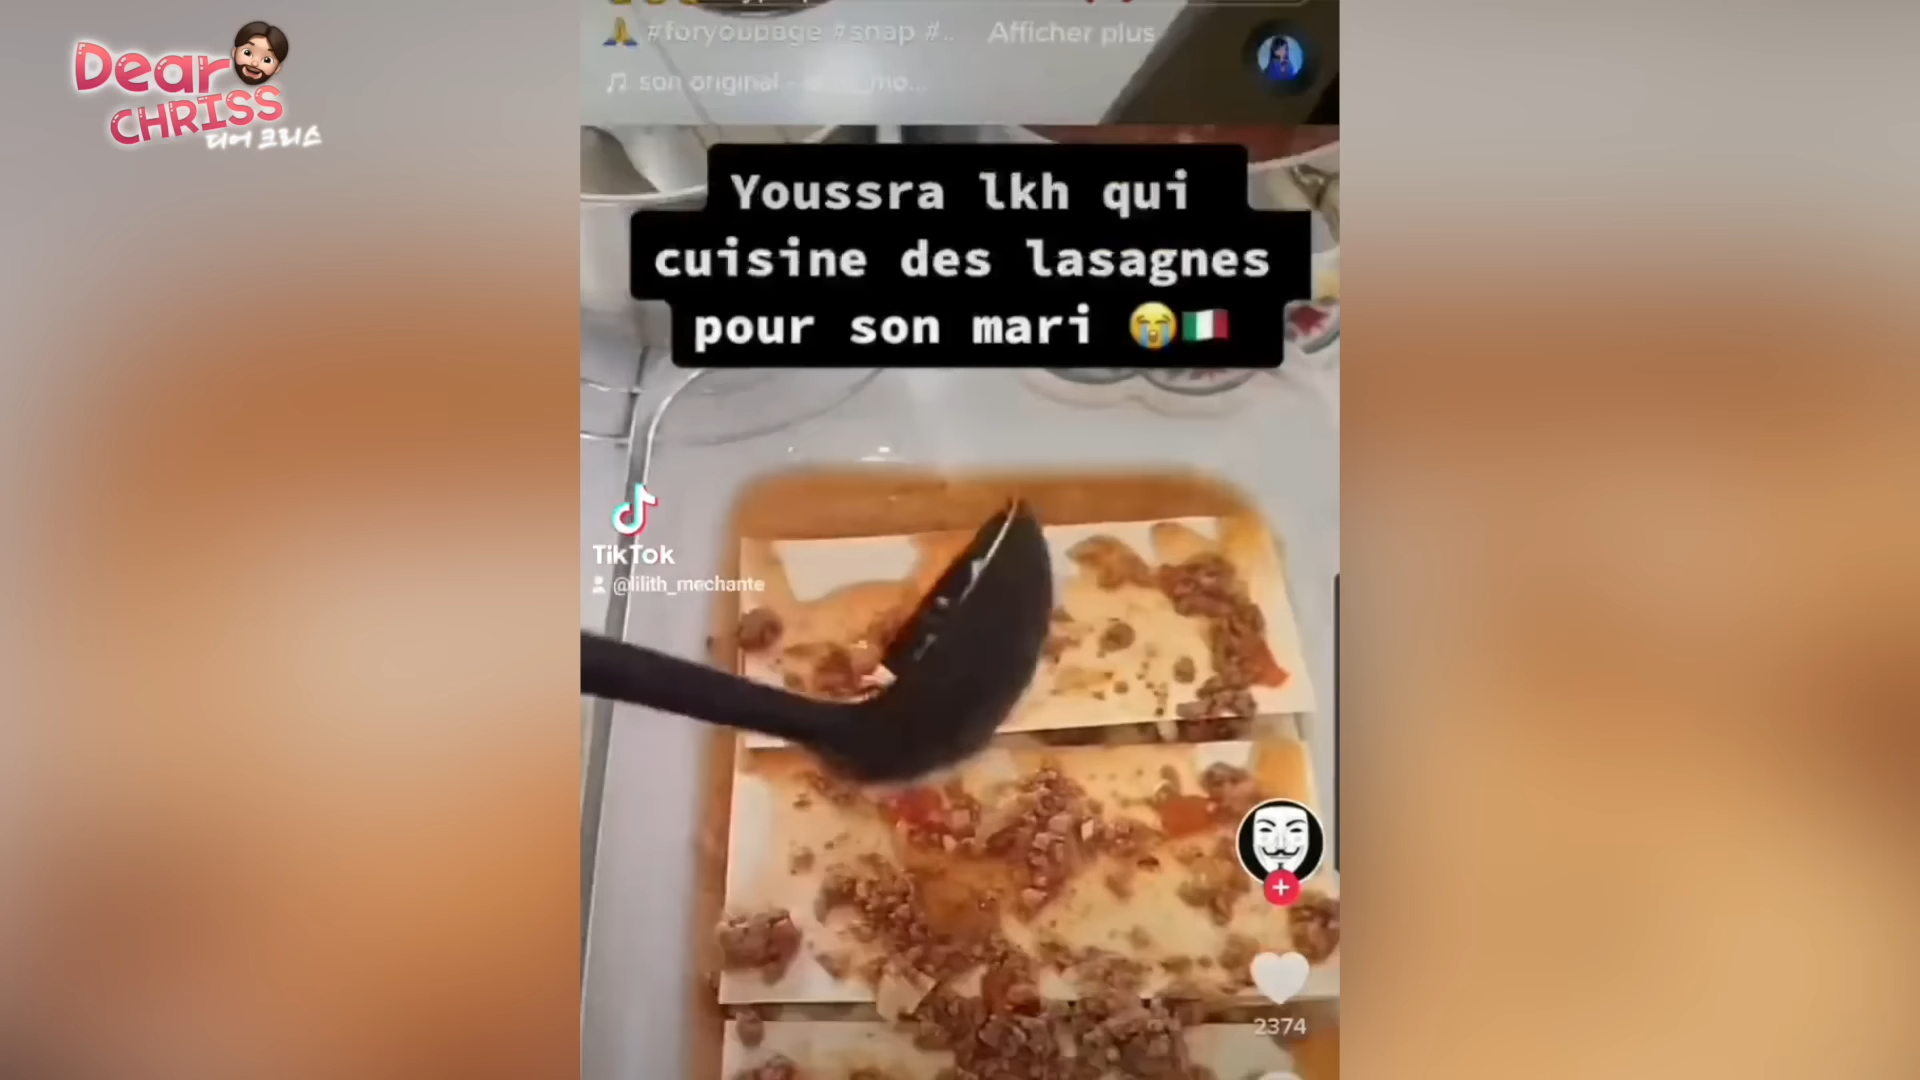 Dear
CHRISS
디어 크리스
#foryoupage #snap #.. Afficher plus
son original -
Youssra lkh qui
cuisine des lasagnes
pour son mari 😭🇮🇹
TikTok
@lilith_mechante
2374